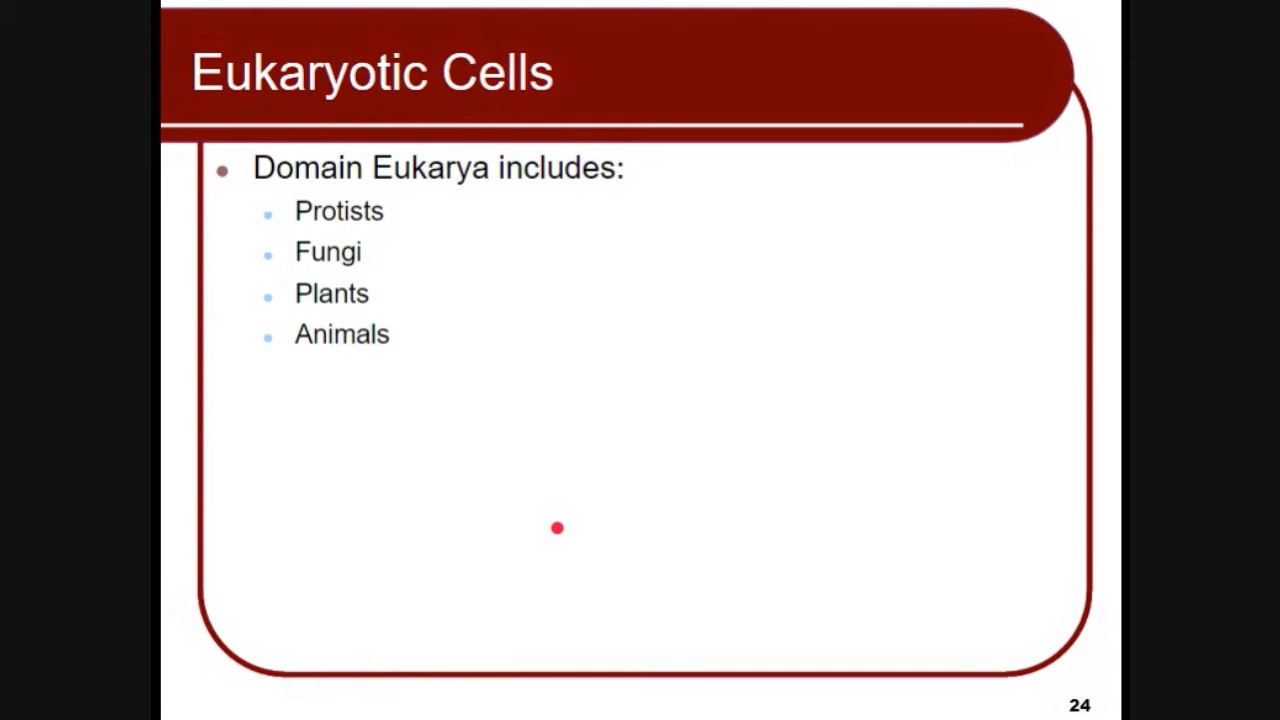 Eukaryotic Cells
Domain Eukarya includes:
Protists
Fungi
Plants
Animals
24